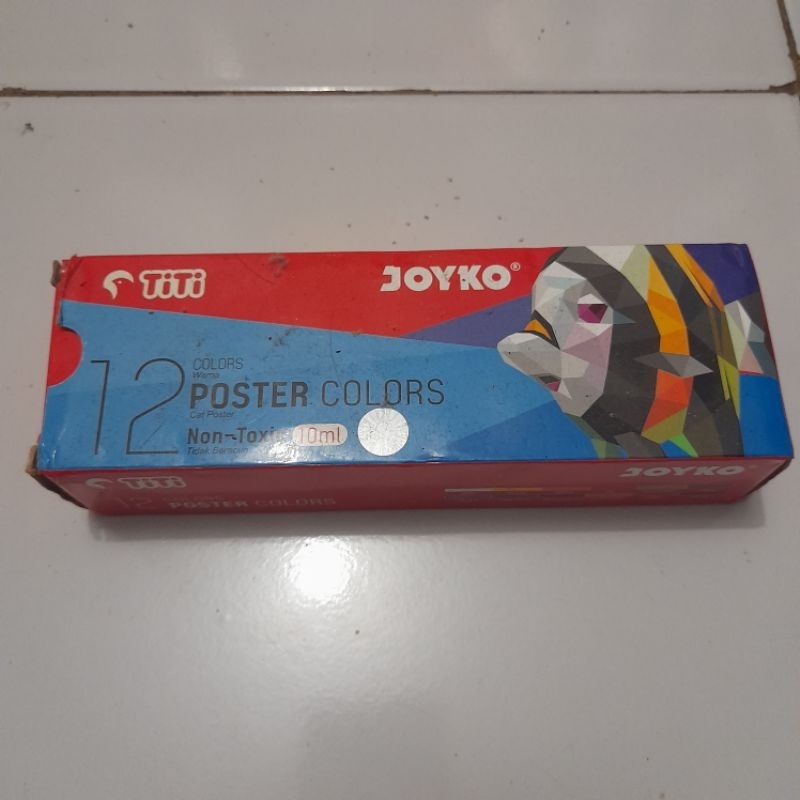 TiTi
JOYKO®
12
COLORS
Warna
POSTER COLORS
Cat Poster
Non-Toxic 10ml
Tidak Beracun
TiTi
JOYKO
12 COLORS
POSTER COLORS